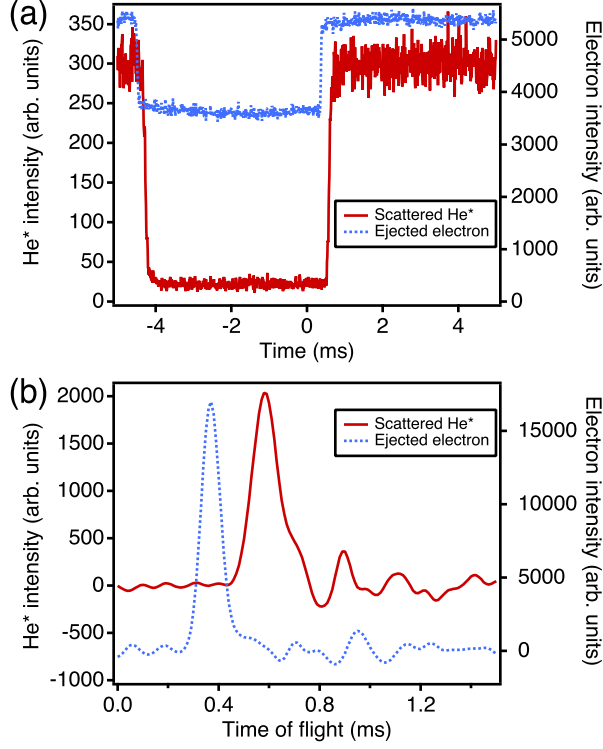 (a)
350
300
250
200
150
100
50
0
He* intensity (arb. units)
5000
4000
3000
2000
1000
0
Electron intensity
(arb. units)
Scattered He*
Ejected electron
-4
-2
0
2
4
Time (ms)
(b)
2000
1500
1000
500
0
-500
-1000
He* intensity (arb. units)
15000
10000
5000
0
Electron intensity
(arb. units)
Scattered He*
Ejected electron
0.0
0.4
0.8
1.2
Time of flight (ms)